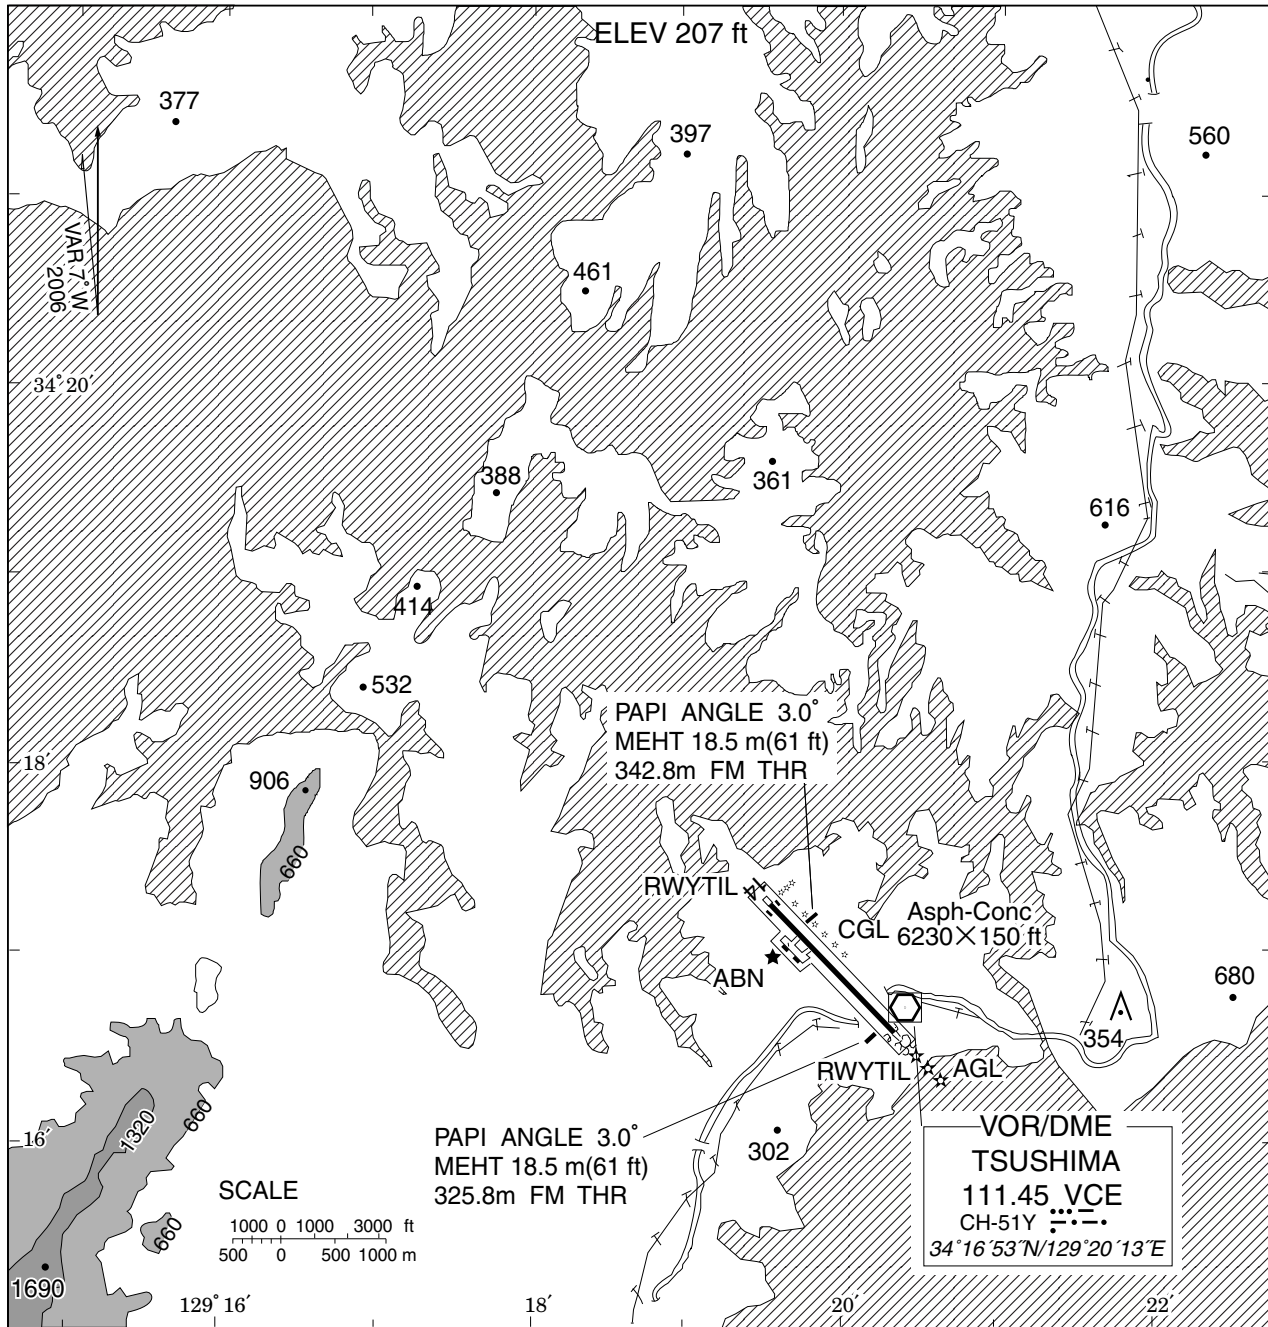 ELEV 207 ft
377
397
560
VAR 7°W
2006
461
34°20′
388
361
616
414
532
PAPI ANGLE 3.0°
MEHT 18.5 m(61 ft)
342.8m FM THR
18′
906
660
RWYTIL
CGL
Asph-Conc
6230×150 ft
ABN
680
354
RWYTIL
AGL
660
1320
16′
PAPI ANGLE 3.0°
MEHT 18.5 m(61 ft)
325.8m FM THR
302
VOR/DME
TSUSHIMA
111.45 VCE
CH-51Y
34°16′53″N/129°20′13″E
SCALE
1000 0 1000 3000 ft
500 0 500 1000 m
660
1690
129°16′
18′
20′
22′